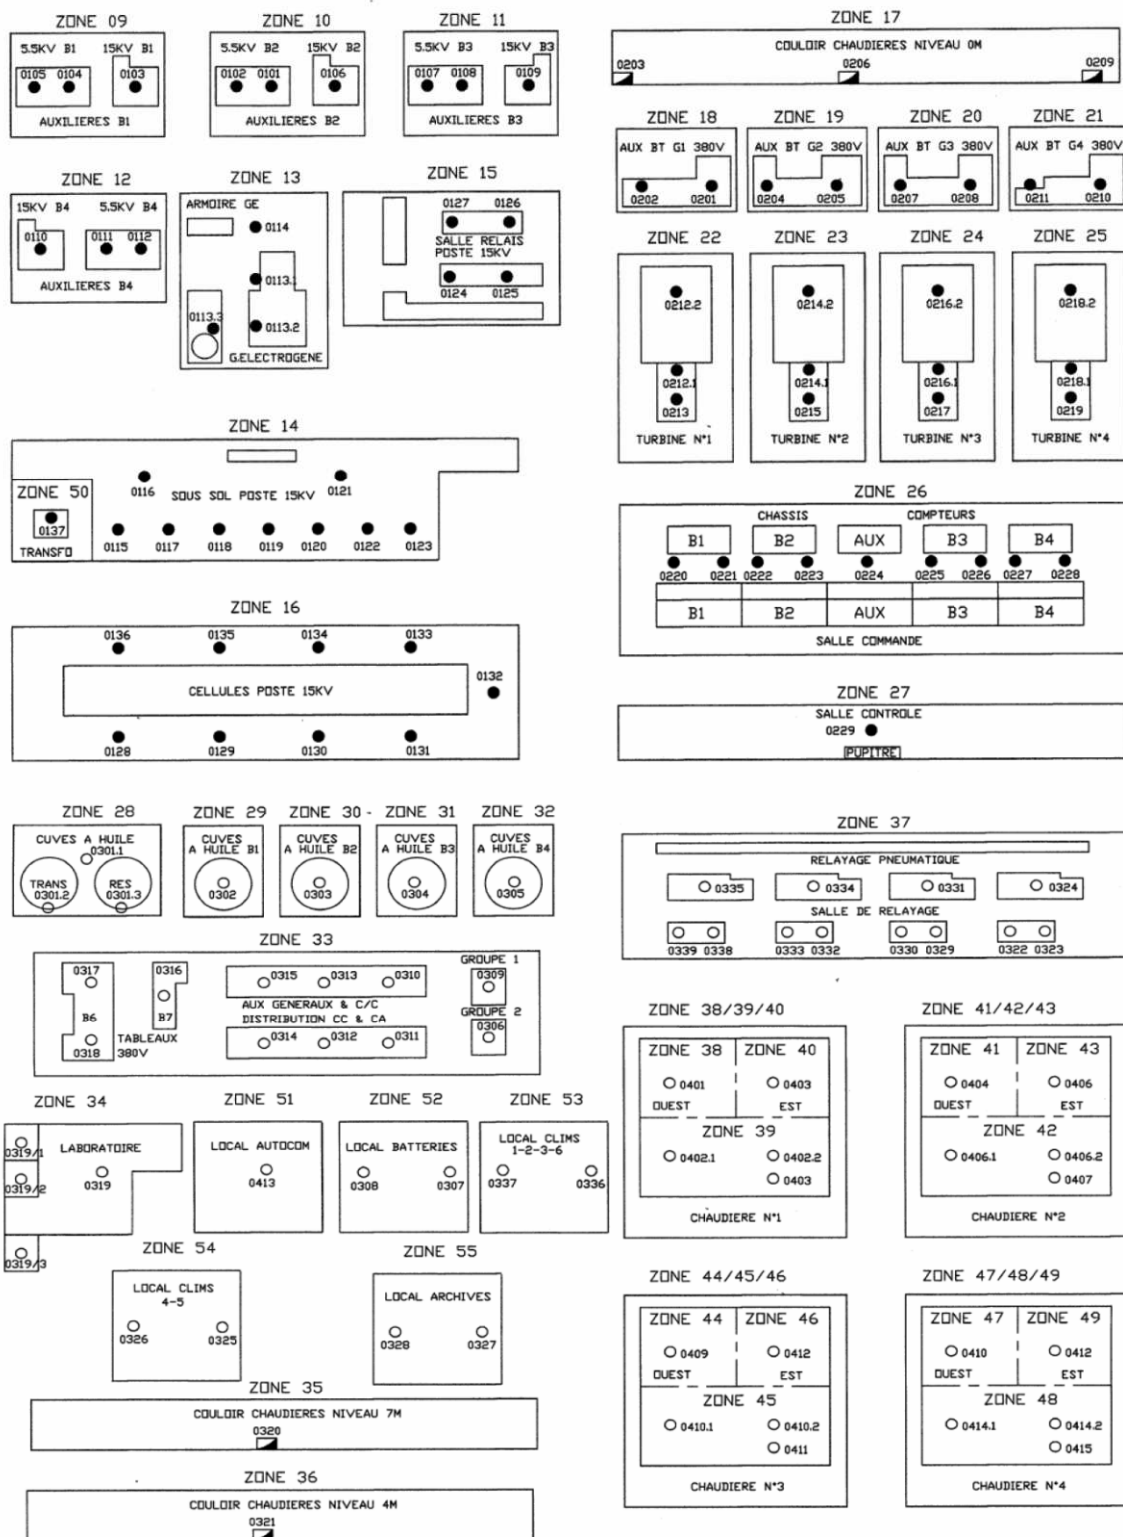 ZONE 09
5.5KV B1 15KV B1
0105 0104 0103
AUXILIERES B1
ZONE 10
5.5KV B2 15KV B2
0102 0101 0106
AUXILIERES B2
ZONE 11
5.5KV B3 15KV B3
0107 0108 0109
AUXILIERES B3
ZONE 17
COULOIR CHAUDIERES NIVEAU 0M
0203 0206 0209
ZONE 12
15KV B4 5.5KV B4
0110 0111 0112
AUXILIERES B4
ZONE 13
ARMOIRE GE
0114
0113.1
0113.3
0113.2
G.ELECTROGENE
ZONE 15
0127 0126
SALLE RELAIS
POSTE 15KV
0124 0125
ZONE 18
AUX BT G1 380V
0202 0201
ZONE 19
AUX BT G2 380V
0204 0205
ZONE 20
AUX BT G3 380V
0207 0208
ZONE 21
AUX BT G4 380V
0211 0210
ZONE 22
0212.2
0212.1
0213
TURBINE N°1
ZONE 23
0214.2
0214.1
0215
TURBINE N°2
ZONE 24
0216.2
0216.1
0217
TURBINE N°3
ZONE 25
0218.2
0218.1
0219
TURBINE N°4
ZONE 14
0116 SOUS SOL POSTE 15KV 0121
ZONE 50
0137
TRANSFO
0115 0117 0118 0119 0120 0122 0123
ZONE 26
CHASSIS COMPTEURS
B1 B2 AUX B3 B4
0220 0221 0222 0223 0224 0225 0226 0227 0228
B1 B2 AUX B3 B4
SALLE COMMANDE
ZONE 16
0136 0135 0134 0133
0132
CELLULES POSTE 15KV
0128 0129 0130 0131
ZONE 27
SALLE CONTROLE
0229
PUPITRE
ZONE 28
CUVES A HUILE
0301.1
TRANS RES
0301.2 0301.3
ZONE 29
CUVES
A HUILE B1
0302
ZONE 30 -
CUVES
A HUILE B2
0303
ZONE 31
CUVES
A HUILE B3
0304
ZONE 32
CUVES
A HUILE B4
0305
ZONE 37
RELAYAGE PNEUMATIQUE
0335 0334 0331 0324
SALLE DE RELAYAGE
0339 0338 0333 0332 0330 0329 0322 0323
ZONE 33
0317 0316
0315 0313 0310
GROUPE 1
0309
B6 B7
AUX GENERAUX & C/C
DISTRIBUTION CC & CA
GROUPE 2
0306
TABLEAUX
380V
0318
0314 0312 0311
ZONE 34
0319/1
LABORATOIRE
0319/2
0319
0319/3
ZONE 51
LOCAL AUTOCOM
0413
ZONE 52
LOCAL BATTERIES
0308 0307
ZONE 53
LOCAL CLIMS
1-2-3-6
0337 0336
ZONE 38/39/40
ZONE 38 ZONE 40
0401 0403
OUEST EST
ZONE 39
0402.1 0402.2
0403
CHAUDIERE N°1
ZONE 41/42/43
ZONE 41 ZONE 43
0404 0406
OUEST EST
ZONE 42
0406.1 0406.2
0407
CHAUDIERE N°2
ZONE 54
LOCAL CLIMS
4-5
0326 0325
ZONE 55
LOCAL ARCHIVES
0328 0327
ZONE 44/45/46
ZONE 44 ZONE 46
0409 0412
OUEST EST
ZONE 45
0410.1 0410.2
0411
CHAUDIERE N°3
ZONE 47/48/49
ZONE 47 ZONE 49
0410 0412
OUEST EST
ZONE 48
0414.1 0414.2
0415
CHAUDIERE N°4
ZONE 35
COULOIR CHAUDIERES NIVEAU 7M
0320
ZONE 36
COULOIR CHAUDIERES NIVEAU 4M
0321